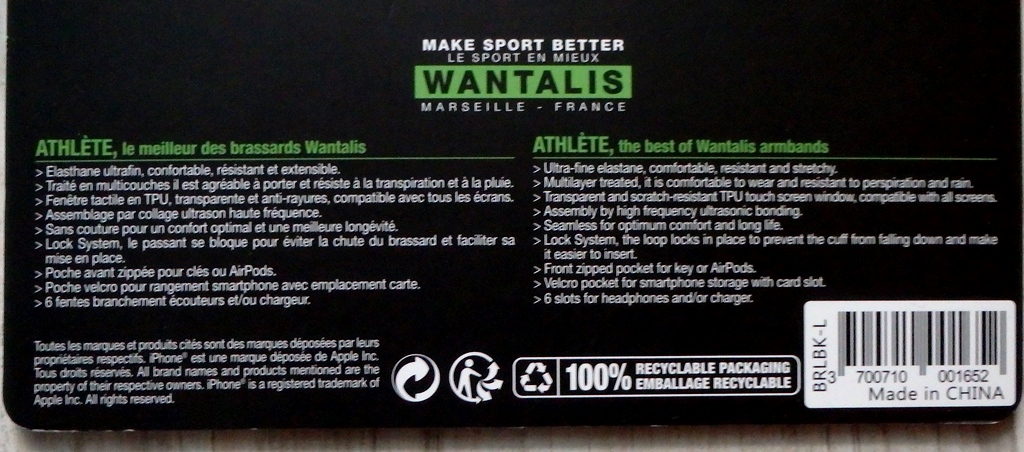 MAKE SPORT BETTER
LE SPORT EN MIEUX
WANTALIS
MARSEILLE - FRANCE
ATHLÈTE, le meilleur des brassards Wantalis
> Elasthane ultrafin, confortable, résistant et extensible.
> Traité en multicouches il est agréable à porter et résiste à la transpiration et à la pluie.
> Fenêtre tactile en TPU, transparente et anti-rayures, compatible avec tous les écrans.
> Assemblage par collage ultrason haute fréquence.
> Sans couture pour un confort optimal et une meilleure longévité.
> Lock System, le passant se bloque pour éviter la chute du brassard et faciliter sa
mise en place.
> Poche avant zippée pour clés ou AirPods.
> Poche velcro pour rangement smartphone avec emplacement carte.
> 6 fentes branchement écouteurs et/ou chargeur.
ATHLÈTE, the best of Wantalis armbands
> Ultra-fine elastane, comfortable, resistant and stretchy.
> Multilayer treated, it is comfortable to wear and resistant to perspiration and rain.
> Transparent and scratch-resistant TPU touch screen window, compatible with all screens.
> Assembly by high frequency ultrasonic bonding.
> Seamless for optimum comfort and long life.
> Lock System, the loop locks in place to prevent the cuff from falling down and make
it easier to insert.
> Front zipped pocket for key or AirPods.
> Velcro pocket for smartphone storage with card slot.
> 6 slots for headphones and/or charger.
Toutes les marques et produits cités sont des marques déposées par leurs
propriétaires respectifs. iPhone® est une marque déposée de Apple Inc.
Tous droits réservés. All brand names and products mentioned are the
property of their respective owners. iPhone® is a registered trademark of
Apple Inc. All rights reserved.
100% RECYCLABLE PACKAGING
EMBALLAGE RECYCLABLE
BRLBK-L
3 700710 001652
Made in CHINA